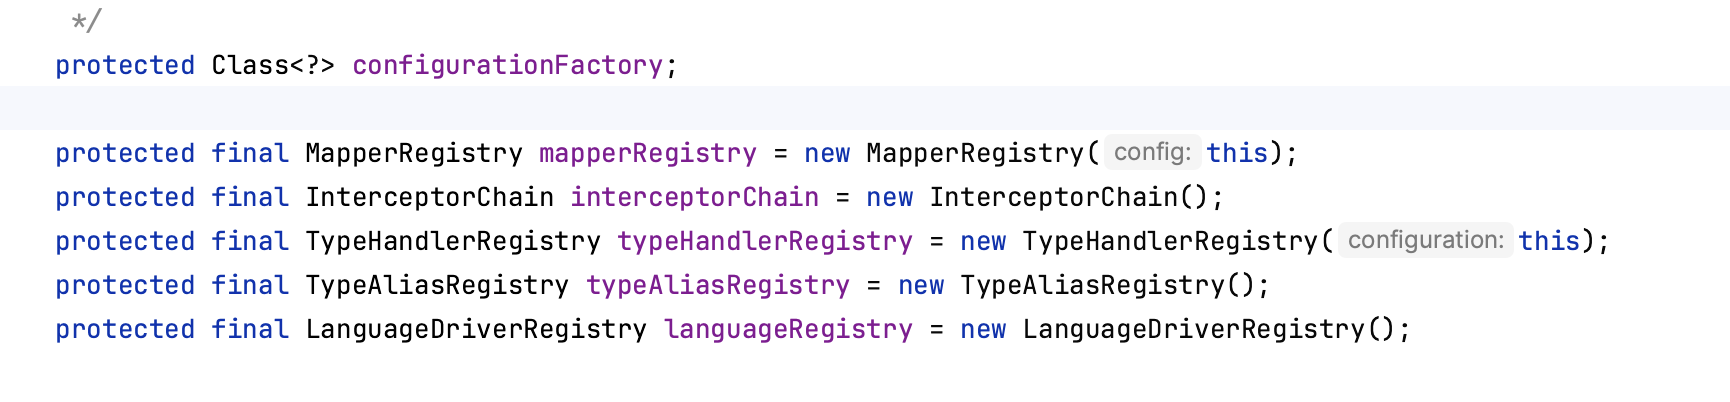 */
protected Class<?> configurationFactory;
protected final MapperRegistry mapperRegistry = new MapperRegistry( config: this);
protected final InterceptorChain interceptorChain = new InterceptorChain();
protected final TypeHandlerRegistry typeHandlerRegistry = new TypeHandlerRegistry( configuration: this);
protected final TypeAliasRegistry typeAliasRegistry = new TypeAliasRegistry();
protected final LanguageDriverRegistry languageRegistry = new LanguageDriverRegistry();